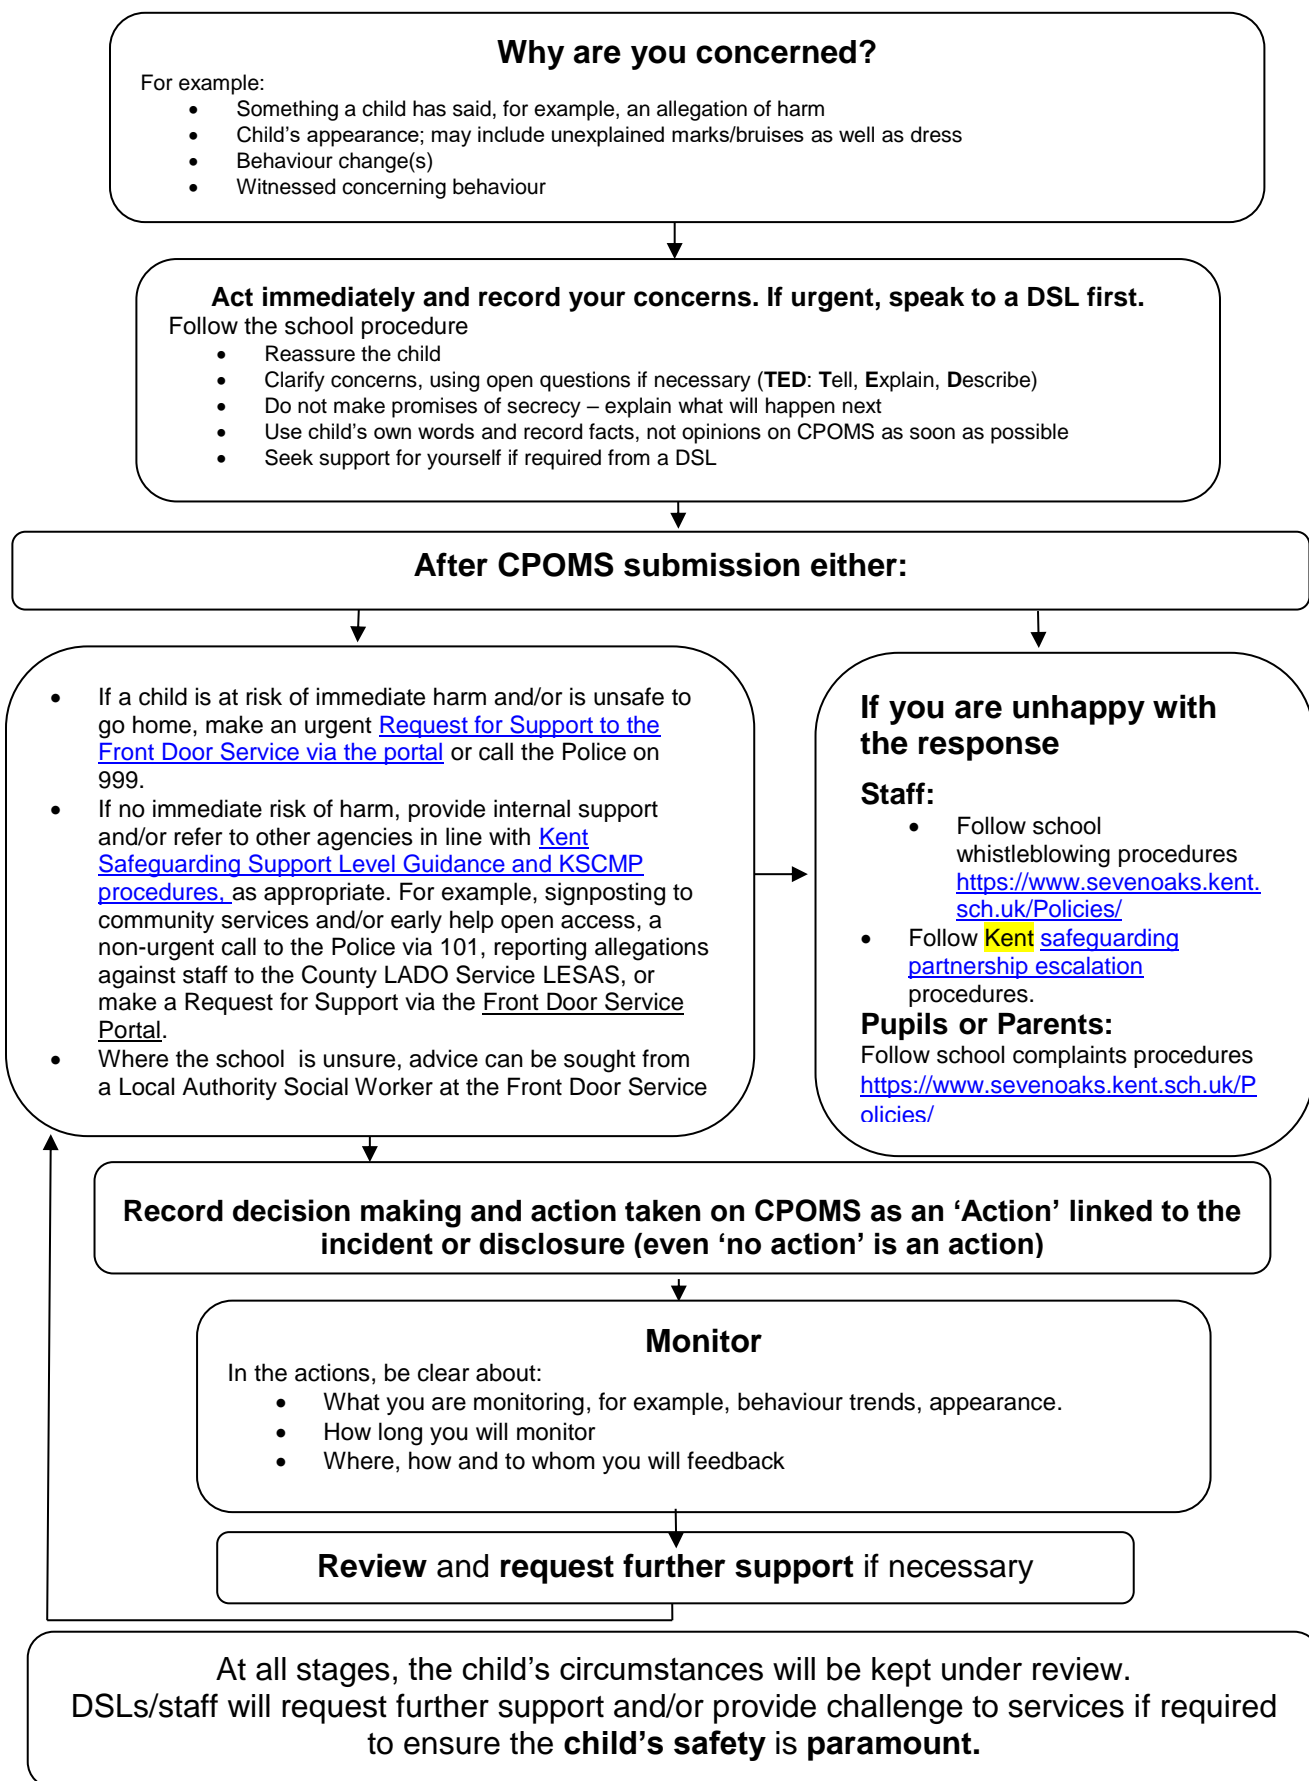 Why are you concerned?
For example:
• Something a child has said, for example, an allegation of harm
• Child's appearance; may include unexplained marks/bruises as well as dress
• Behaviour change(s)
• Witnessed concerning behaviour
Act immediately and record your concerns. If urgent, speak to a DSL first.
Follow the school procedure
• Reassure the child
• Clarify concerns, using open questions if necessary (TED: Tell, Explain, Describe)
• Do not make promises of secrecy – explain what will happen next
• Use child's own words and record facts, not opinions on CPOMS as soon as possible
• Seek support for yourself if required from a DSL
After CPOMS submission either:
• If a child is at risk of immediate harm and/or is unsafe to
go home, make an urgent Request for Support to the
Front Door Service via the portal or call the Police on
999.
• If no immediate risk of harm, provide internal support
and/or refer to other agencies in line with Kent
Safeguarding Support Level Guidance and KSCMP
procedures, as appropriate. For example, signposting to
community services and/or early help open access, a
non-urgent call to the Police via 101, reporting allegations
against staff to the County LADO Service LESAS, or
make a Request for Support via the Front Door Service
Portal.
• Where the school is unsure, advice can be sought from
a Local Authority Social Worker at the Front Door Service
If you are unhappy with
the response
Staff:
• Follow school
whistleblowing procedures
https://www.sevenoaks.kent.
sch.uk/Policies/
• Follow Kent safeguarding
partnership escalation
procedures.
Pupils or Parents:
Follow school complaints procedures
https://www.sevenoaks.kent.sch.uk/P
olicies/
Record decision making and action taken on CPOMS as an 'Action' linked to the
incident or disclosure (even 'no action' is an action)
Monitor
In the actions, be clear about:
• What you are monitoring, for example, behaviour trends, appearance.
• How long you will monitor
• Where, how and to whom you will feedback
Review and request further support if necessary
At all stages, the child's circumstances will be kept under review.
DSLs/staff will request further support and/or provide challenge to services if required
to ensure the child's safety is paramount.